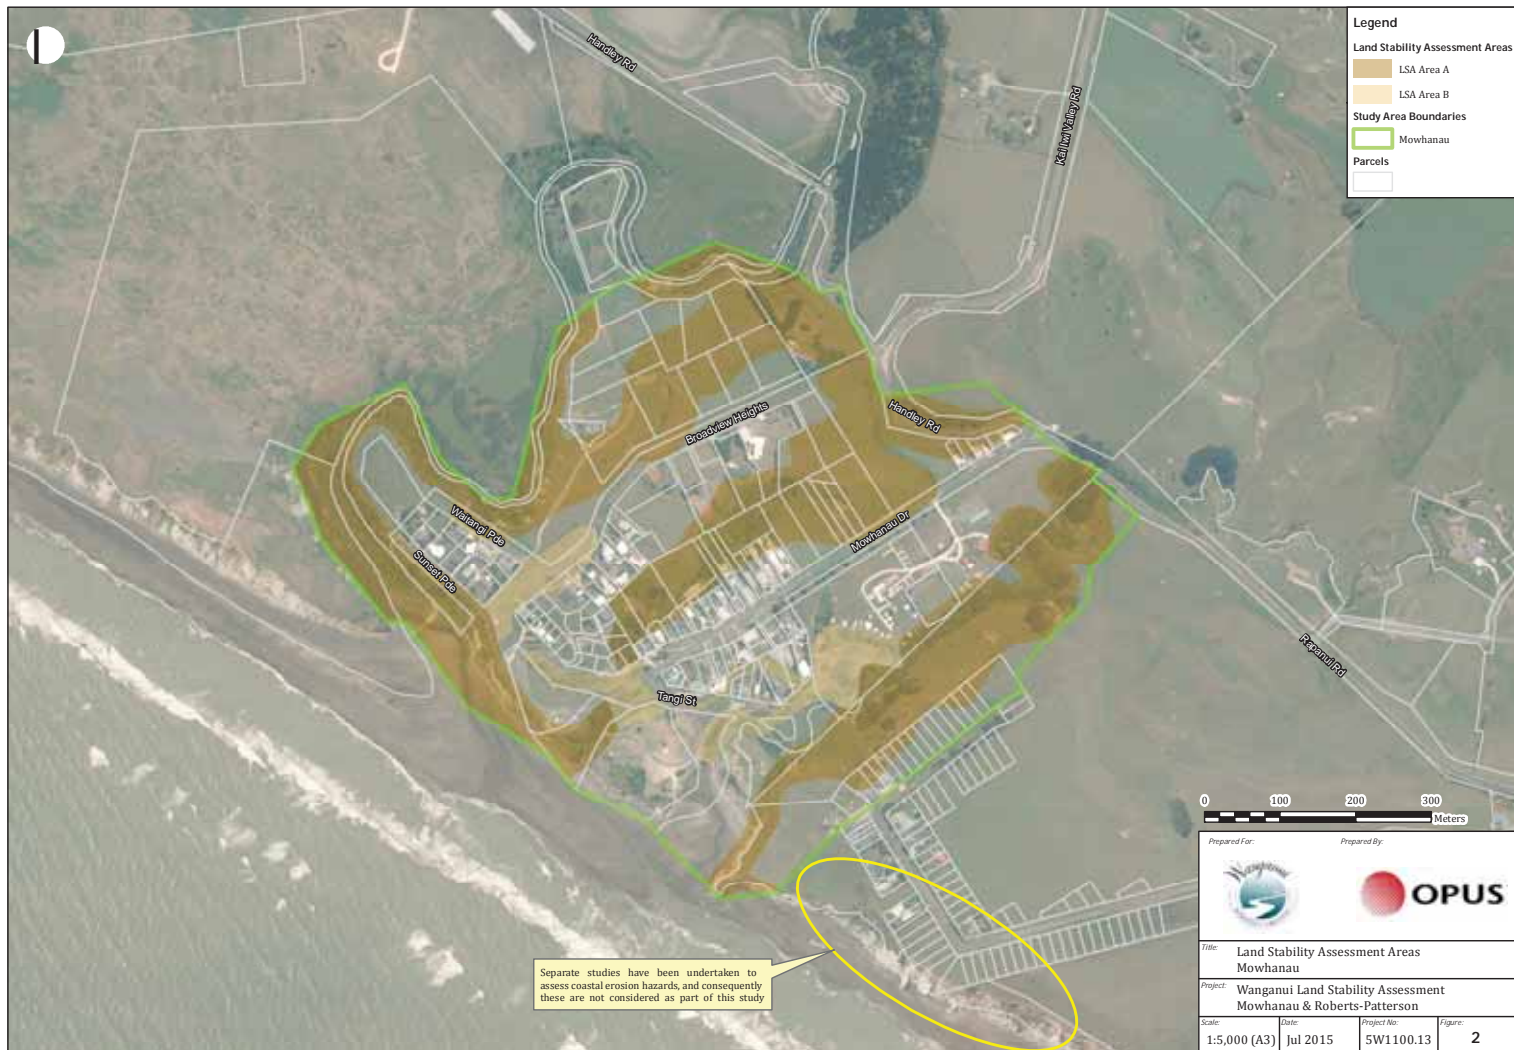 Legend
Land Stability Assessment Areas
LSA Area A
LSA Area B
Study Area Boundaries
Mowhanau
Parcels
Handley Rd
Kai Iwi Valley Rd
Broadview Heights
Handley Rd
Waitangi Pde
Sunset Pde
Mowhanau Dr
Tangi St
Rapanui Rd
0 100 200 300
Meters
Separate studies have been undertaken to
assess coastal erosion hazards, and consequently
these are not considered as part of this study
Prepared For:
Prepared By:
OPUS
Title:
Land Stability Assessment Areas
Mowhanau
Project:
Wanganui Land Stability Assessment
Mowhanau & Roberts-Patterson
Scale:
1:5,000 (A3)
Date:
Jul 2015
Project No:
5W1100.13
Figure:
2